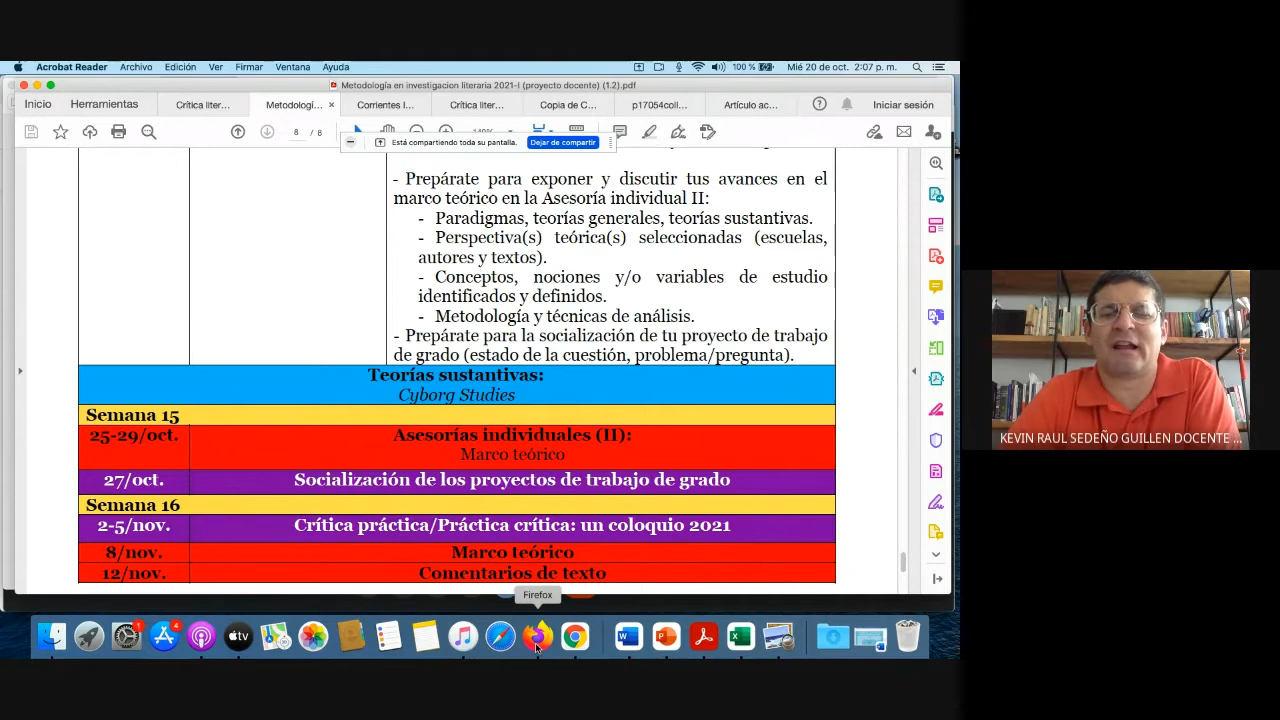 Acrobat Reader Archivo Edición Ver Firmar Ventana Ayuda 100 % Mié 20 de oct. 2:07 p. m.
Metodología en investigacion literaria 2021-I (proyecto docente) (1.2).pdf
Inicio Herramientas Crítica liter... Metodologí... × Corrientes l... Crítica liter... Copia de C... p17054coll... Artículo ac... Iniciar sesión
8 / 8
Está compartiendo toda su pantalla. Dejar de compartir
- Prepárate para exponer y discutir tus avances en el
marco teórico en la Asesoría individual II:
- Paradigmas, teorías generales, teorías sustantivas.
- Perspectiva(s) teórica(s) seleccionadas (escuelas,
autores y textos).
- Conceptos, nociones y/o variables de estudio
identificados y definidos.
- Metodología y técnicas de análisis.
- Prepárate para la socialización de tu proyecto de trabajo
de grado (estado de la cuestión, problema/pregunta).
Teorías sustantivas:
Cyborg Studies
Semana 15
25-29/oct. Asesorías individuales (II):
Marco teórico
27/oct. Socialización de los proyectos de trabajo de grado
Semana 16
2-5/nov. Crítica práctica/Práctica crítica: un coloquio 2021
8/nov. Marco teórico
12/nov. Comentarios de texto
Firefox
1 4
tv
KEVIN RAUL SEDEÑO GUILLEN DOCENTE ...